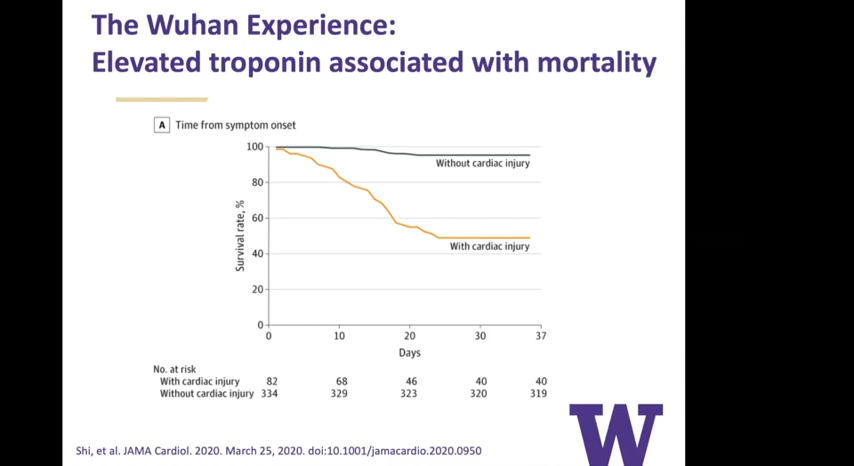 The Wuhan Experience:
Elevated troponin associated with mortality
A Time from symptom onset
100
80
60
40
20
0
Survival rate, %
Without cardiac injury
With cardiac injury
0 10 20 30 37
Days
No. at risk
With cardiac injury 82 68 46 40 40
Without cardiac injury 334 329 323 320 319
W
Shi, et al. JAMA Cardiol. 2020. March 25, 2020. doi:10.1001/jamacardio.2020.0950